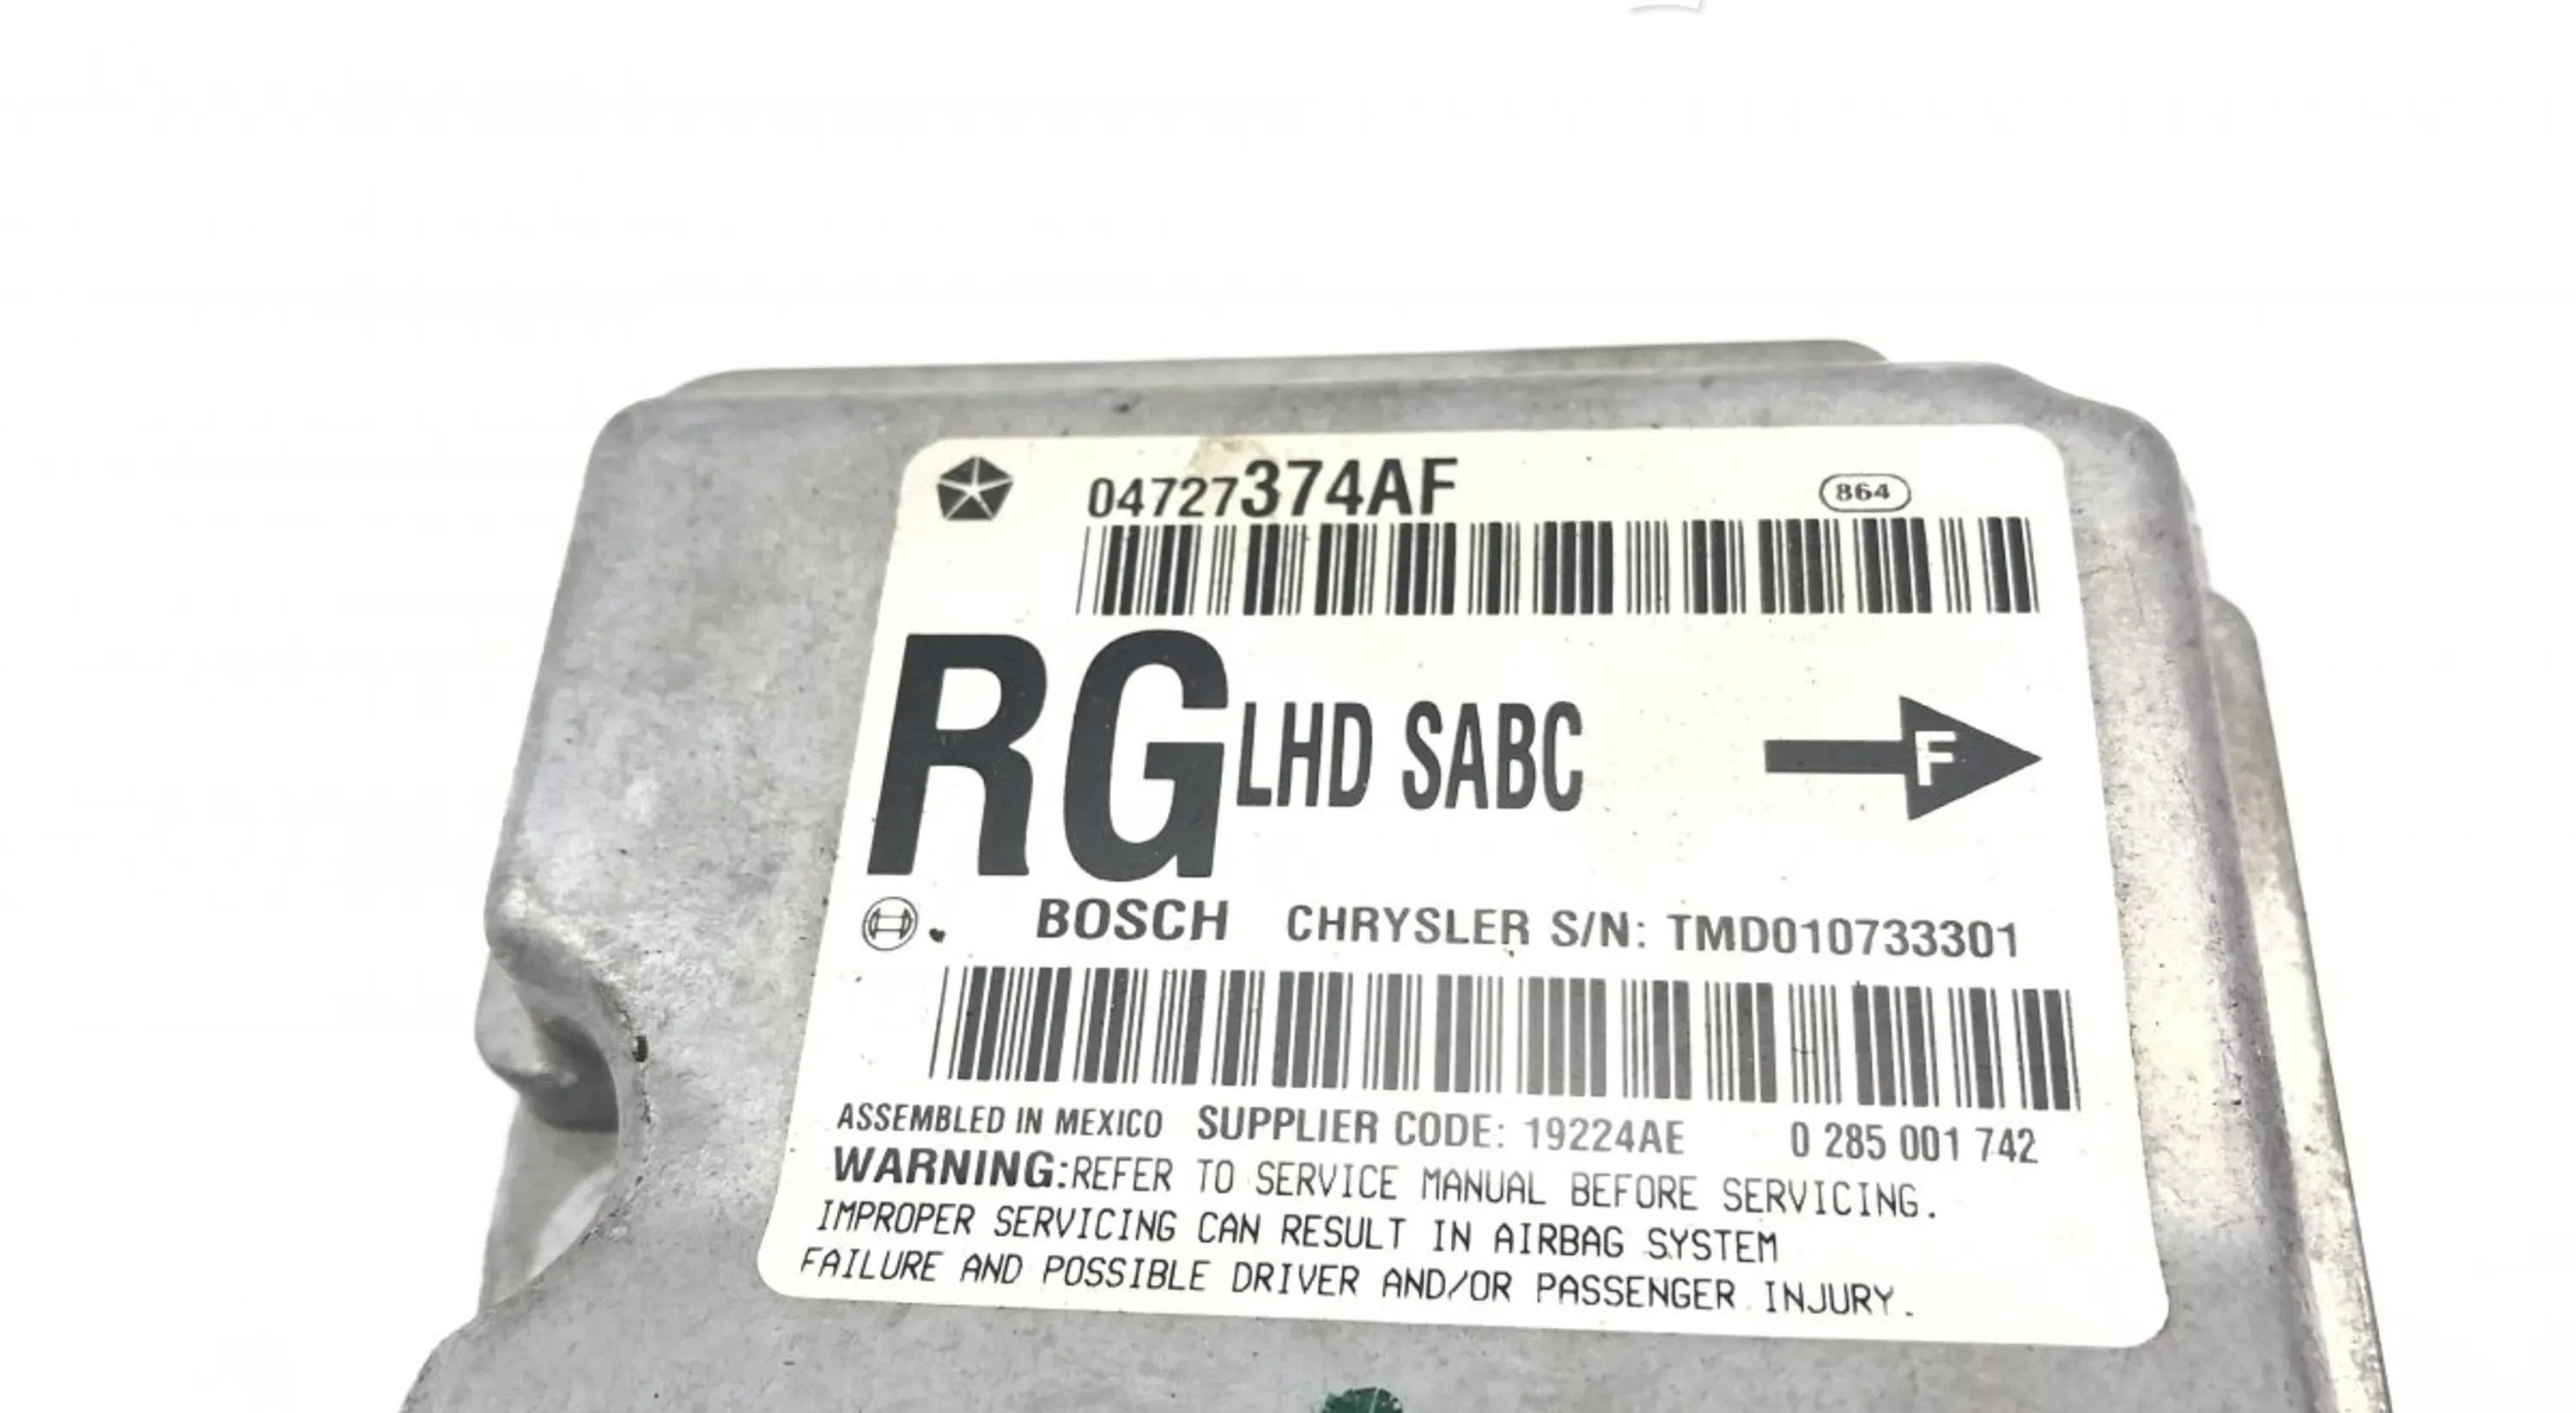 04727374AF
864
RG LHD SABC
F
BOSCH CHRYSLER S/N: TMD010733301
ASSEMBLED IN MEXICO SUPPLIER CODE: 19224AE 0 285 001 742
WARNING:REFER TO SERVICE MANUAL BEFORE SERVICING.
IMPROPER SERVICING CAN RESULT IN AIRBAG SYSTEM
FAILURE AND POSSIBLE DRIVER AND/OR PASSENGER INJURY.